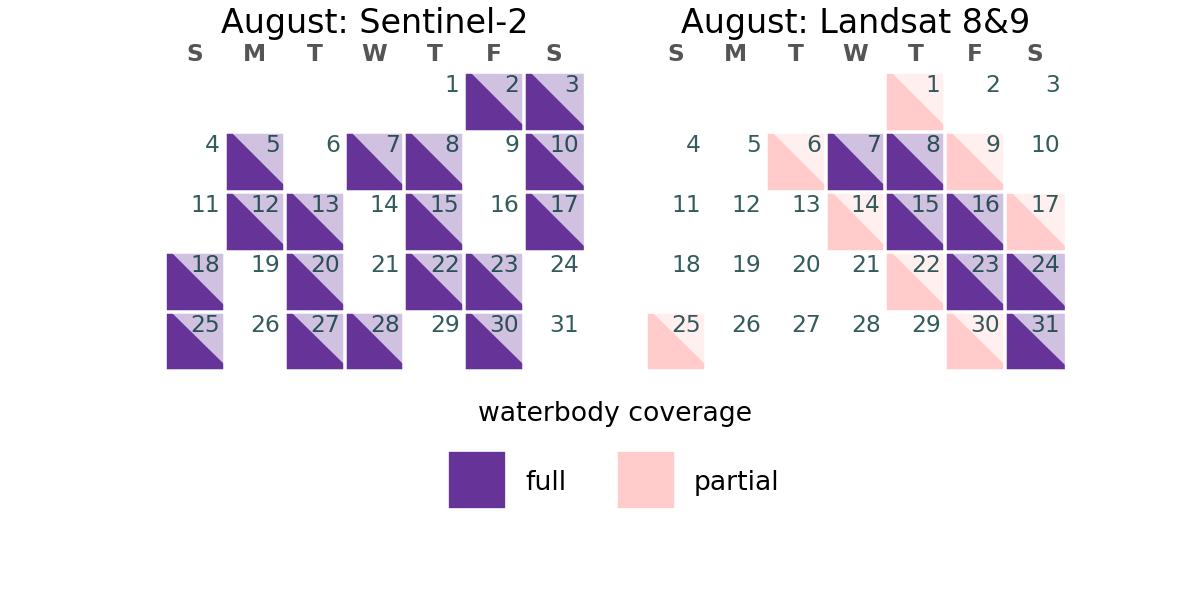 August: Sentinel-2
S M T W T F S
1 2 3
4 5 6 7 8 9 10
11 12 13 14 15 16 17
18 19 20 21 22 23 24
25 26 27 28 29 30 31
August: Landsat 8&9
S M T W T F S
1 2 3
4 5 6 7 8 9 10
11 12 13 14 15 16 17
18 19 20 21 22 23 24
25 26 27 28 29 30 31
waterbody coverage
full
partial